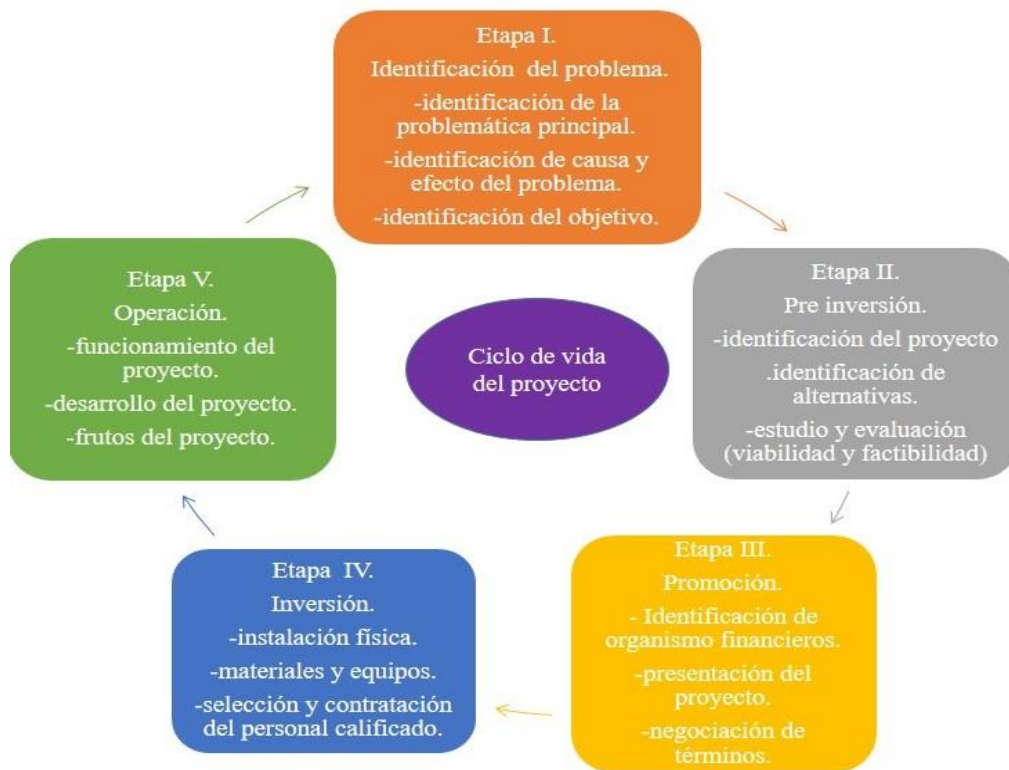 Etapa I.
Identificación del problema.
-identificación de la
problemática principal.
-identificación de causa y
efecto del problema.
-identificación del objetivo.
Etapa II.
Pre inversión.
-identificación del proyecto
.identificación de
alternativas.
-estudio y evaluación
(viabilidad y factibilidad)
Etapa III.
Promoción.
- Identificación de
organismo financieros.
-presentación del
proyecto.
-negociación de
términos.
Etapa IV.
Inversión.
-instalación física.
-materiales y equipos.
-selección y contratación
del personal calificado.
Etapa V.
Operación.
-funcionamiento del
proyecto.
-desarrollo del proyecto.
-frutos del proyecto.
Ciclo de vida
del proyecto